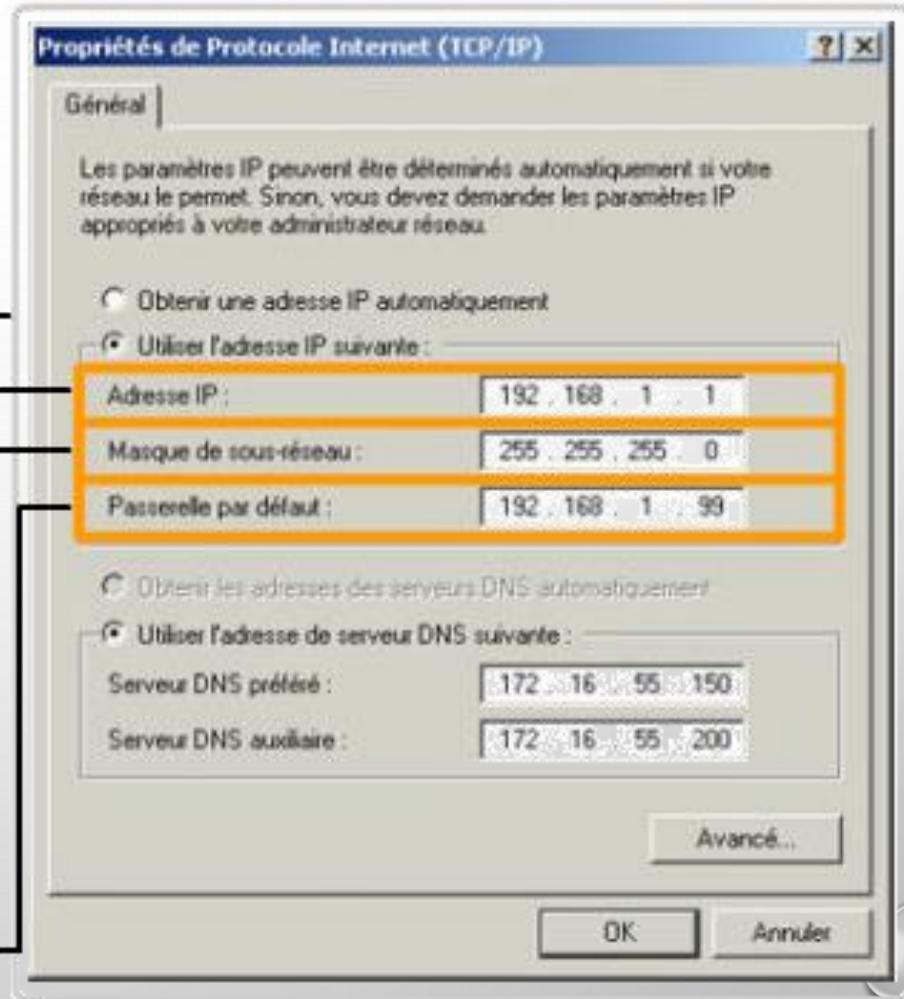 Propriétés de Protocole Internet (TCP/IP)
Général
Les paramètres IP peuvent être déterminés automatiquement si votre
réseau le permet. Sinon, vous devez demander les paramètres IP
appropriés à votre administrateur réseau.
Obtenir une adresse IP automatiquement
Utiliser l'adresse IP suivante :
Adresse IP : 192 . 168 . 1 . 1
Masque de sous-réseau : 255 . 255 . 255 . 0
Passerelle par défaut : 192 . 168 . 1 . 99
Obtenir les adresses des serveurs DNS automatiquement
Utiliser l'adresse de serveur DNS suivante :
Serveur DNS préféré : 172 . 16 . 55 . 150
Serveur DNS auxiliaire : 172 . 16 . 55 . 200
Avancé...
OK Annuler